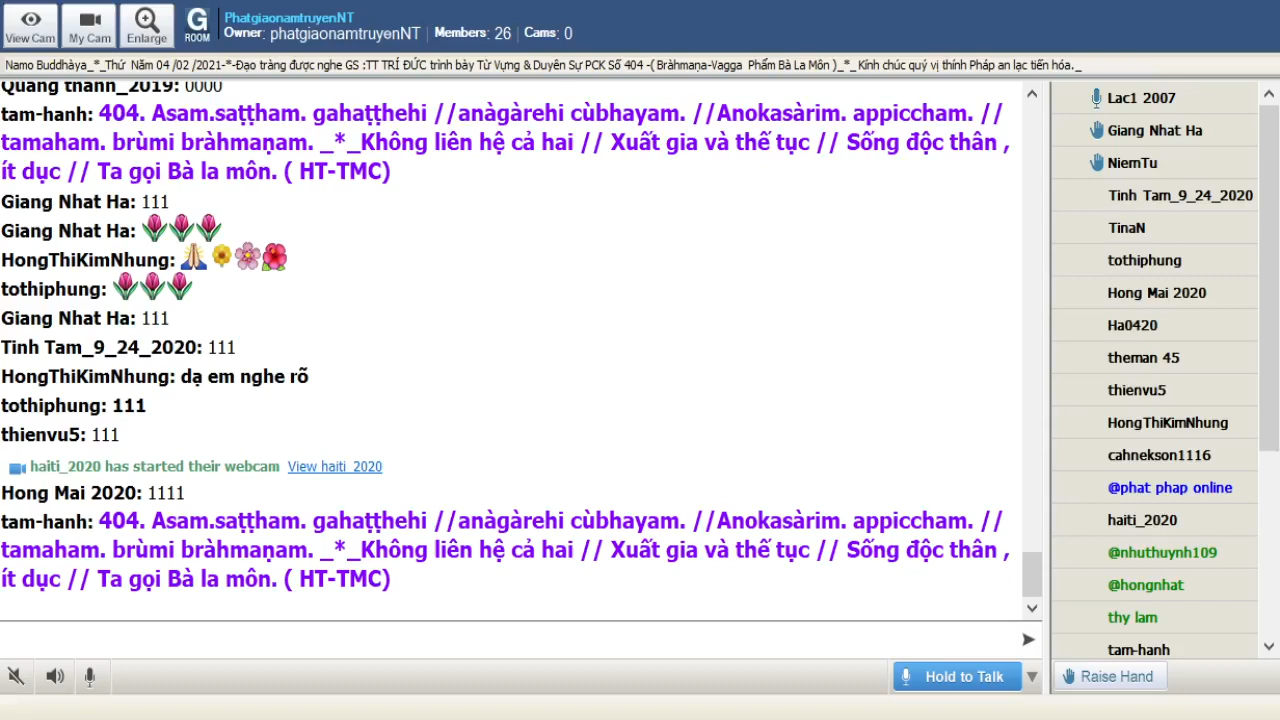 View Cam
My Cam
Enlarge
G
ROOM
PhatgiaonamtruyenNT
Owner: phatgiaonamtruyenNT | Members: 26 | Cams: 0
Namo Buddhàya_*_Thứ Năm 04 /02 /2021-*-Đạo tràng được nghe GS :TT TRÍ ĐỨC trình bày Từ Vựng & Duyên Sự PCK Số 404 -( Bràhmaṇa-Vagga Phẩm Bà La Môn )_*_ Kính chúc quý vị thính Pháp an lạc tiến hóa._
Quang thanh_2019: 0000
tam-hanh: 404. Asam.saṭṭham. gahaṭṭhehi //anàgàrehi cùbhayam. //Anokasàrim. appiccham. //
tamaham. brùmi bràhmaṇam. _*_Không liên hệ cả hai // Xuất gia và thế tục // Sống độc thân ,
ít dục // Ta gọi Bà la môn. ( HT-TMC)
Giang Nhat Ha: 111
Giang Nhat Ha:
HongThiKimNhung:
tothiphung:
Giang Nhat Ha: 111
Tinh Tam_9_24_2020: 111
HongThiKimNhung: dạ em nghe rõ
tothiphung: 111
thienvu5: 111
haiti_2020 has started their webcam View haiti_2020
Hong Mai 2020: 1111
tam-hanh: 404. Asam.saṭṭham. gahaṭṭhehi //anàgàrehi cùbhayam. //Anokasàrim. appiccham. //
tamaham. brùmi bràhmaṇam. _*_Không liên hệ cả hai // Xuất gia và thế tục // Sống độc thân ,
ít dục // Ta gọi Bà la môn. ( HT-TMC)
Hold to Talk
Lac1 2007
Giang Nhat Ha
NiemTu
Tinh Tam_9_24_2020
TinaN
tothiphung
Hong Mai 2020
Ha0420
theman 45
thienvu5
HongThiKimNhung
cahnekson1116
@phat phap online
haiti_2020
@nhuthuynh109
@hongnhat
thy lam
tam-hanh
Raise Hand